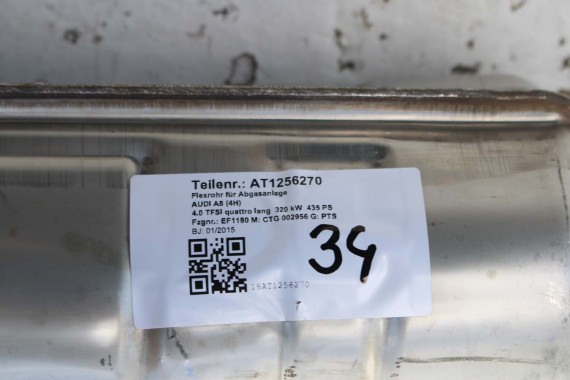 Teilenr.: AT1256270
Flexrohr für Abgasanlage
AUDI A8 (4H)
4.0 TFSI quattro lang 320 kW 435 PS
Fzgnr.: EF1180 M: CTG 002956 G: PTS
BJ: 01/2015
39
18AT1256270